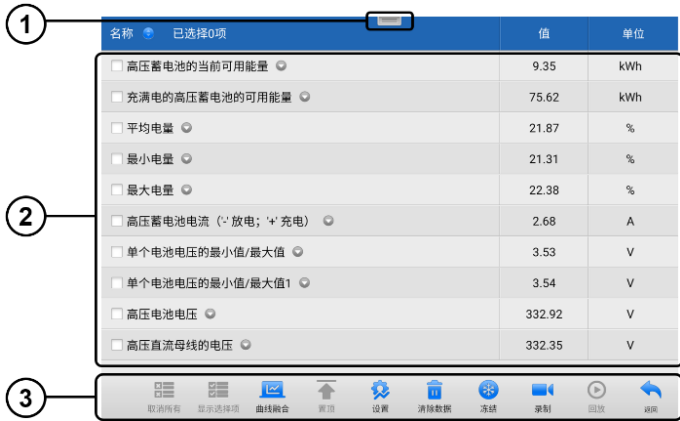 1
名称 已选择0项 值 单位
高压蓄电池的当前可用能量 9.35 kWh
充满电的高压蓄电池的可用能量 75.62 kWh
平均电量 21.87 %
最小电量 21.31 %
最大电量 22.38 %
2
高压蓄电池电流（'-' 放电；'+' 充电） 2.68 A
单个电池电压的最小值/最大值 3.53 V
单个电池电压的最小值/最大值1 3.54 V
高压电池电压 332.92 V
高压直流母线的电压 332.35 V
3
取消所有 显示选择项 曲线融合 置顶 设置 清除数据 冻结 录制 回放 返回